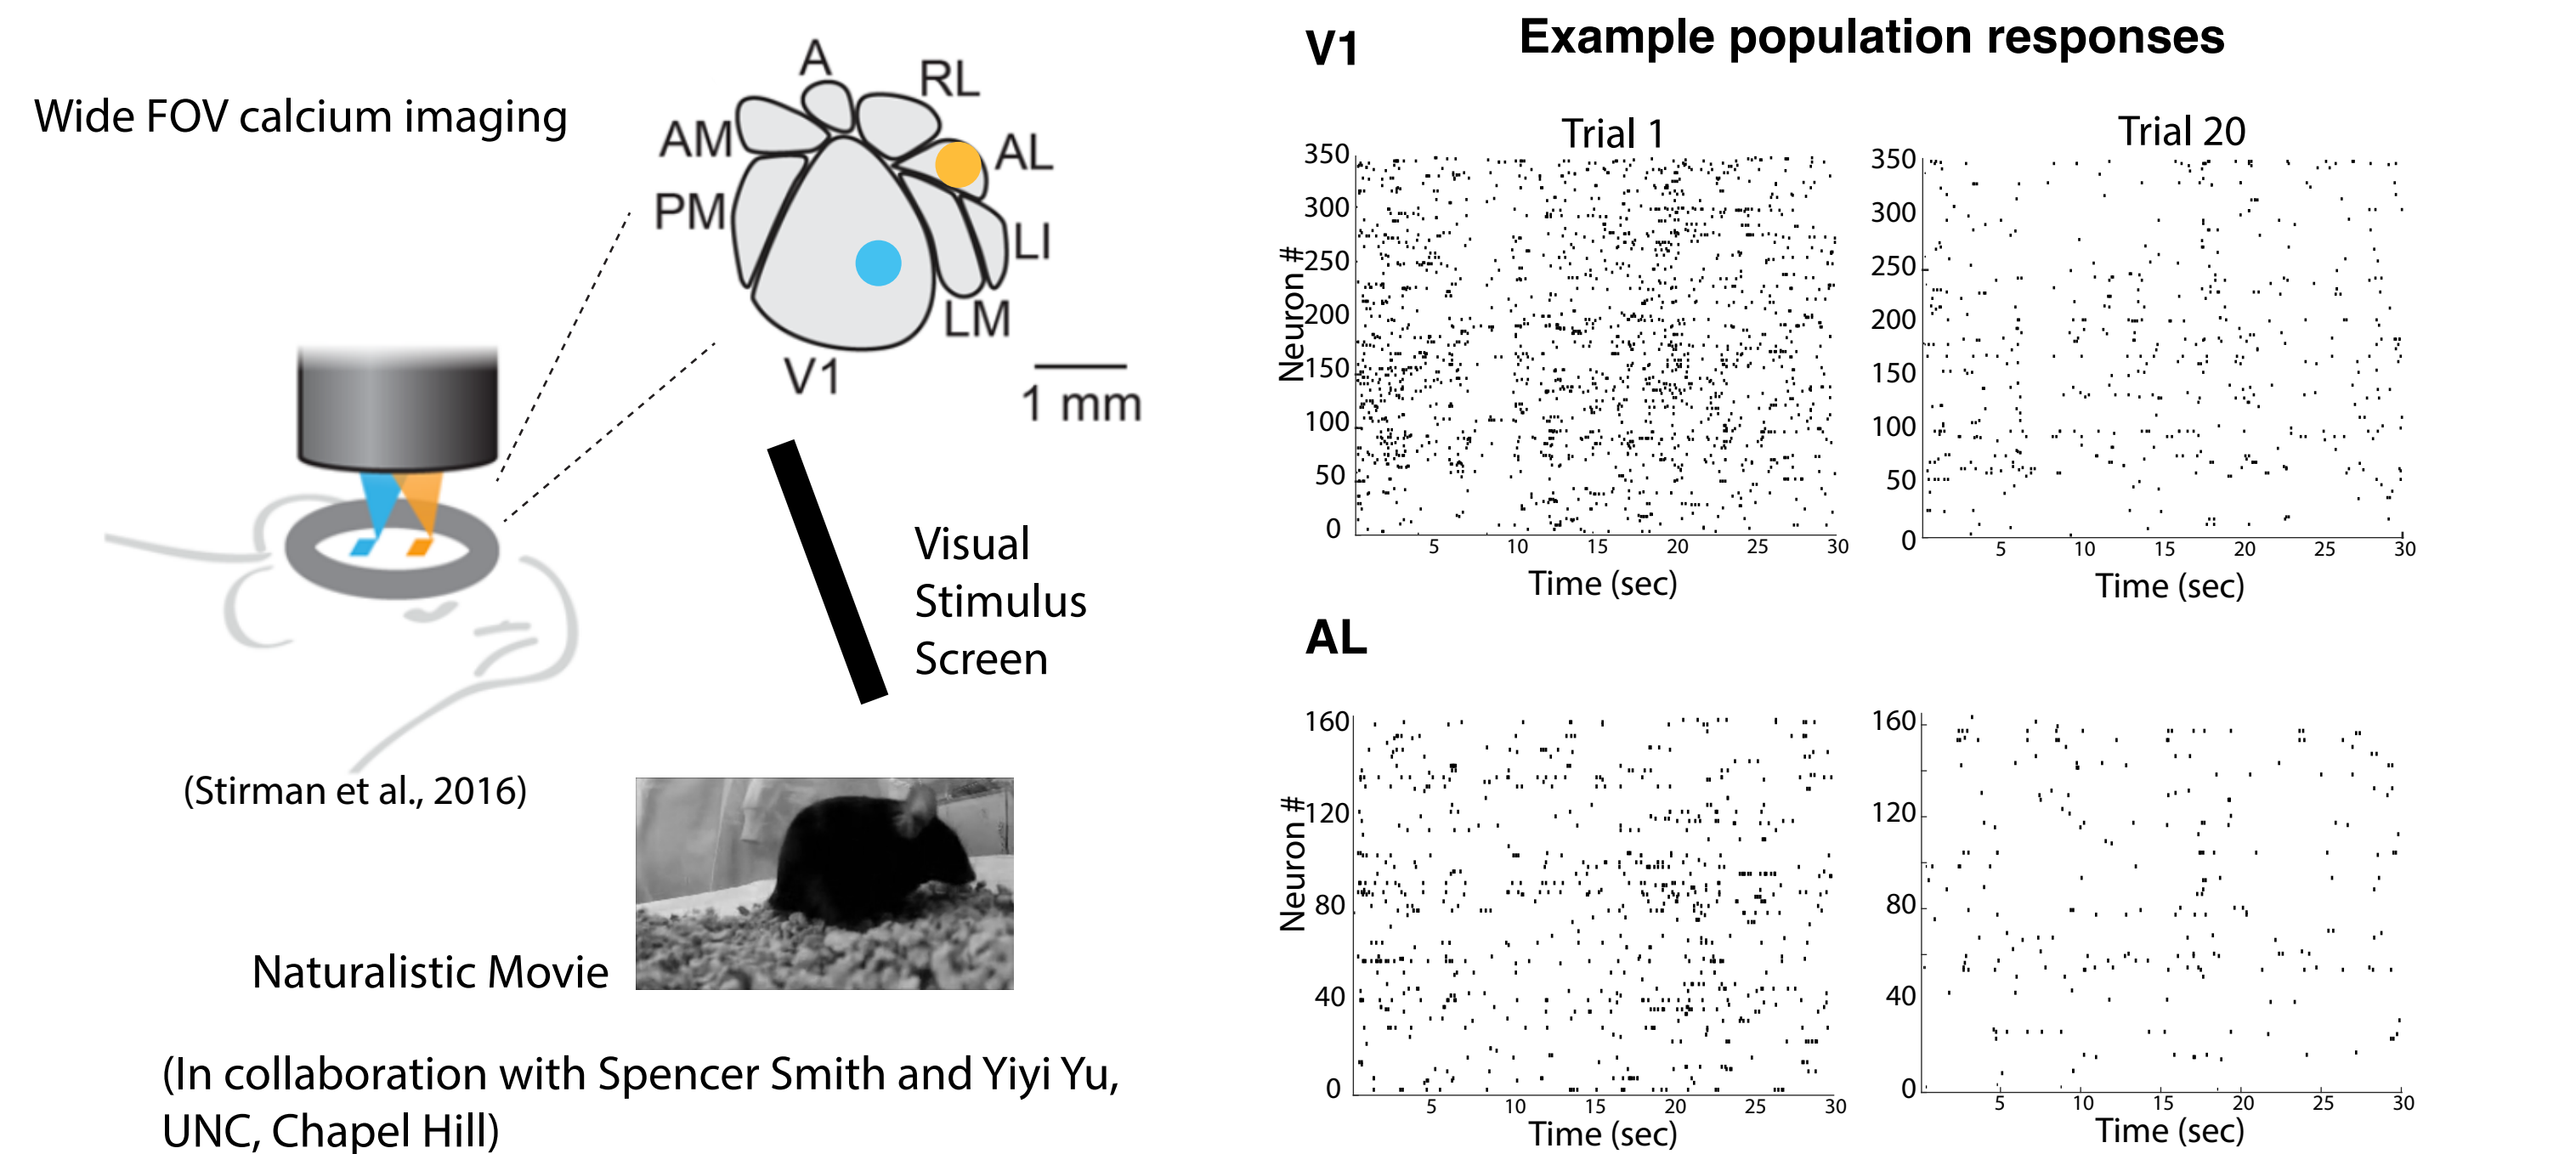 Wide FOV calcium imaging
A
RL
AM
AL
PM
LI
LM
V1
1 mm
Visual
Stimulus
Screen
(Stirman et al., 2016)
Naturalistic Movie
(In collaboration with Spencer Smith and Yiyi Yu,
UNC, Chapel Hill)
Example population responses
V1
Trial 1
Neuron #
350
300
250
200
150
100
50
0
5 10 15 20 25 30
Time (sec)
Trial 20
350
300
250
200
150
100
50
0
5 10 15 20 25 30
Time (sec)
AL
Neuron #
160
120
80
40
0
5 10 15 20 25 30
Time (sec)
160
120
80
40
0
5 10 15 20 25 30
Time (sec)